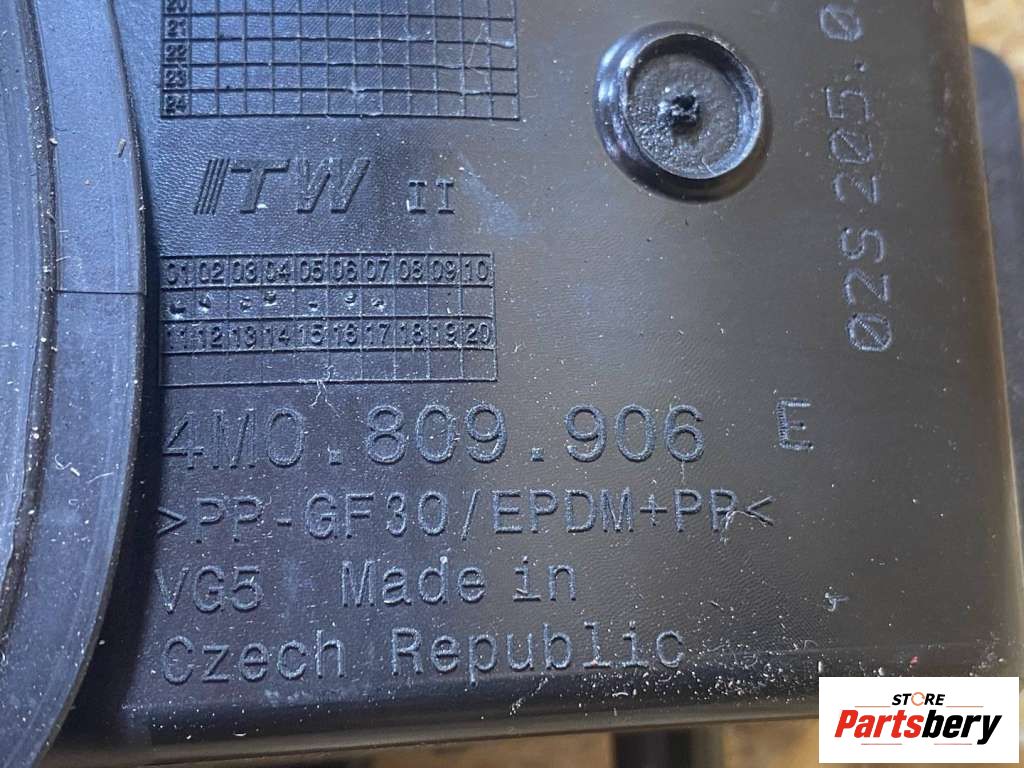 20
21
22
23
24
ITW II
01 02 03 04 05 06 07 08 09 10
11 12 13 14 15 16 17 18 19 20
4M0.809.906 E
>PP-GF30/EPDM+PP<
VG5 Made in
Czech Republic
02S205.0
STORE
Partsbery